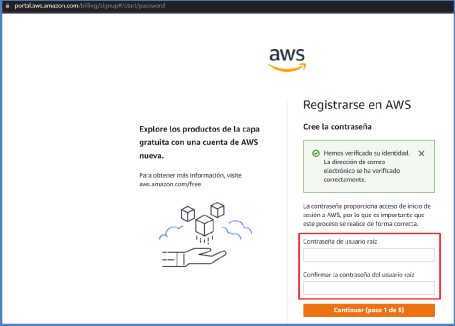 portal.aws.amazon.com/billing/signup#/start/password
aws
Registrarse en AWS
Explore los productos de la capa
gratuita con una cuenta de AWS
nueva.
Para obtener más información, visite
aws.amazon.com/free
Cree la contraseña
Hemos verificado su identidad.
La dirección de correo
electrónico se ha verificado
correctamente.
La contraseña proporciona acceso de inicio de
sesión a AWS, por lo que es importante que
este proceso se realice de forma correcta.
Contraseña de usuario raíz
Confirmar la contraseña del usuario raíz
Continuar (paso 1 de 5)